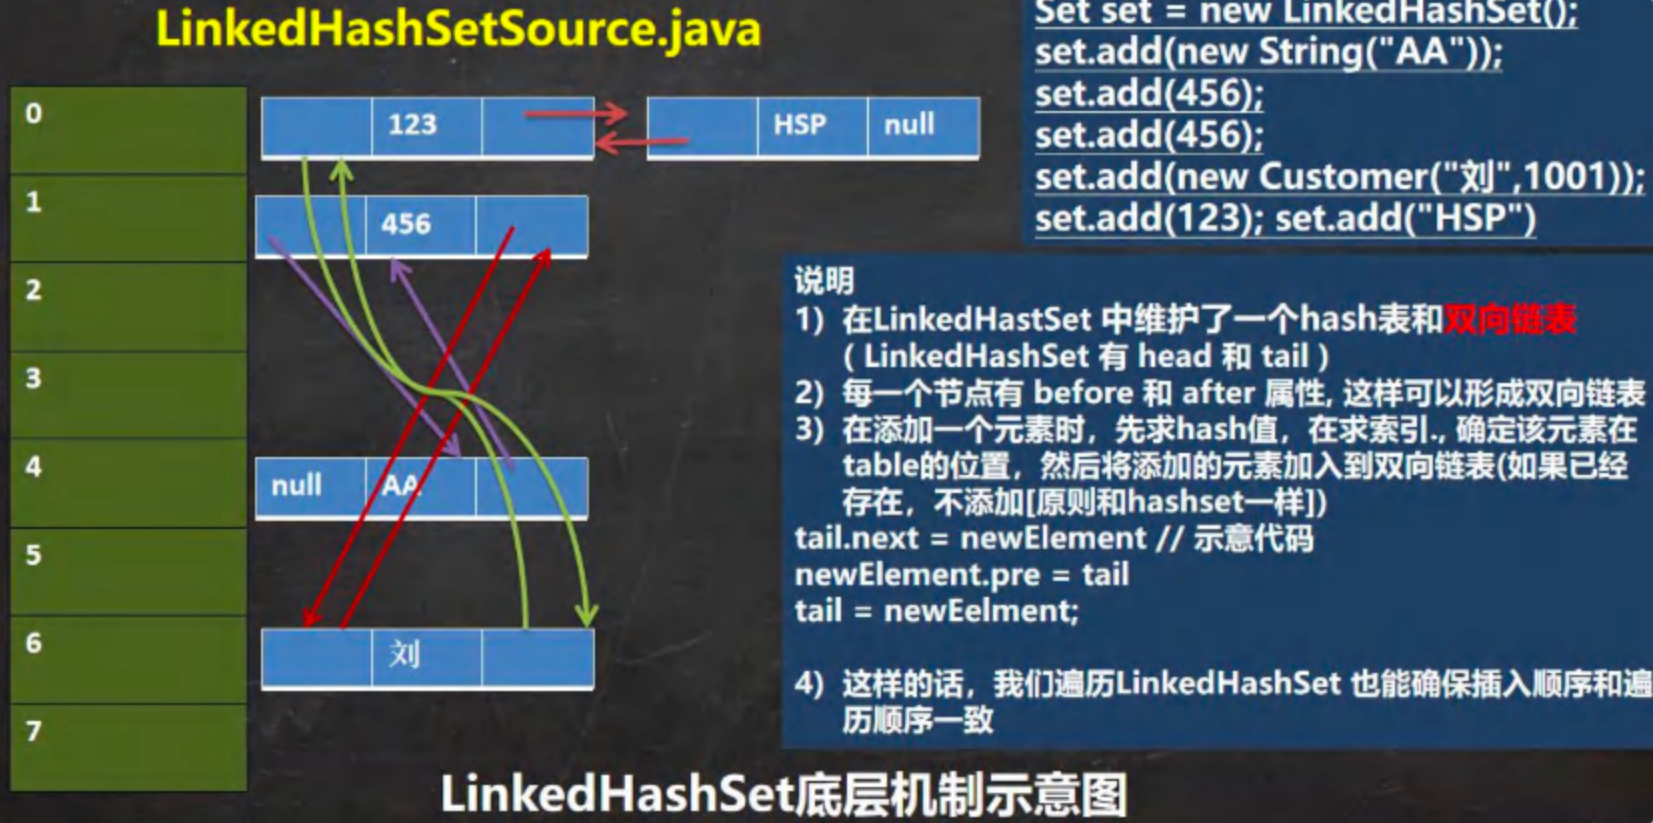 LinkedHashSetSource.java
Set set = new LinkedHashSet();
set.add(new String("AA"));
set.add(456);
set.add(456);
set.add(new Customer("刘",1001));
set.add(123); set.add("HSP")
0
123
HSP
null
1
456
2
3
4
null
AA
5
6
刘
7
说明
1) 在LinkedHastSet 中维护了一个hash表和双向链表
( LinkedHashSet 有 head 和 tail )
2) 每一个节点有 before 和 after 属性, 这样可以形成双向链表
3) 在添加一个元素时，先求hash值，在求索引., 确定该元素在
table的位置，然后将添加的元素加入到双向链表(如果已经
存在，不添加[原则和hashset一样])
tail.next = newElement // 示意代码
newElement.pre = tail
tail = newEelment;
4) 这样的话，我们遍历LinkedHashSet 也能确保插入顺序和遍
历顺序一致
LinkedHashSet底层机制示意图